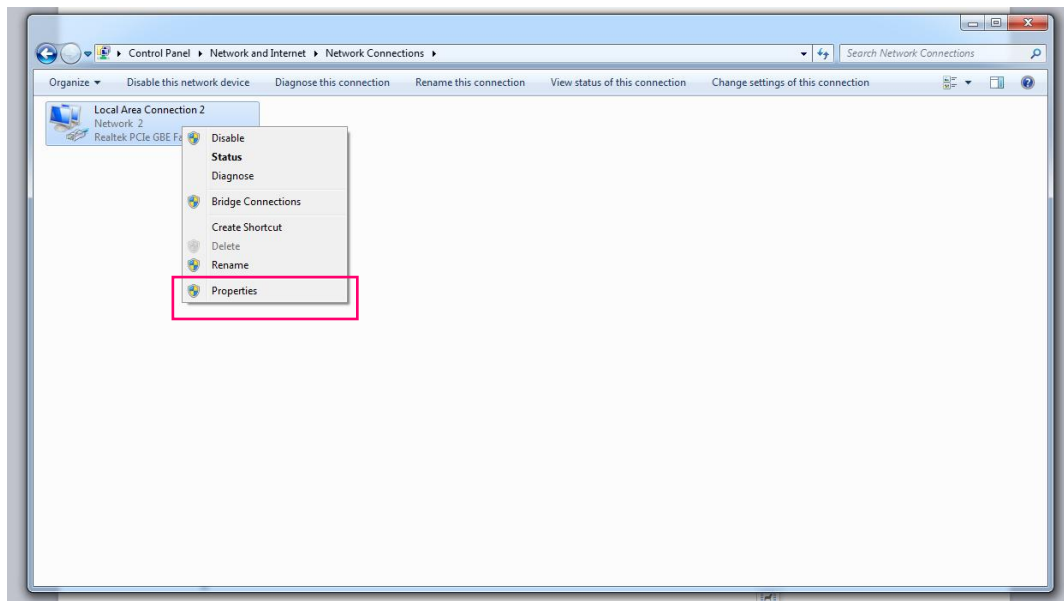 Control Panel ▸ Network and Internet ▸ Network Connections ▸
Search Network Connections
Organize ▾ Disable this network device Diagnose this connection Rename this connection View status of this connection Change settings of this connection
Local Area Connection 2
Network 2
Realtek PCIe GBE
Disable
Status
Diagnose
Bridge Connections
Create Shortcut
Delete
Rename
Properties